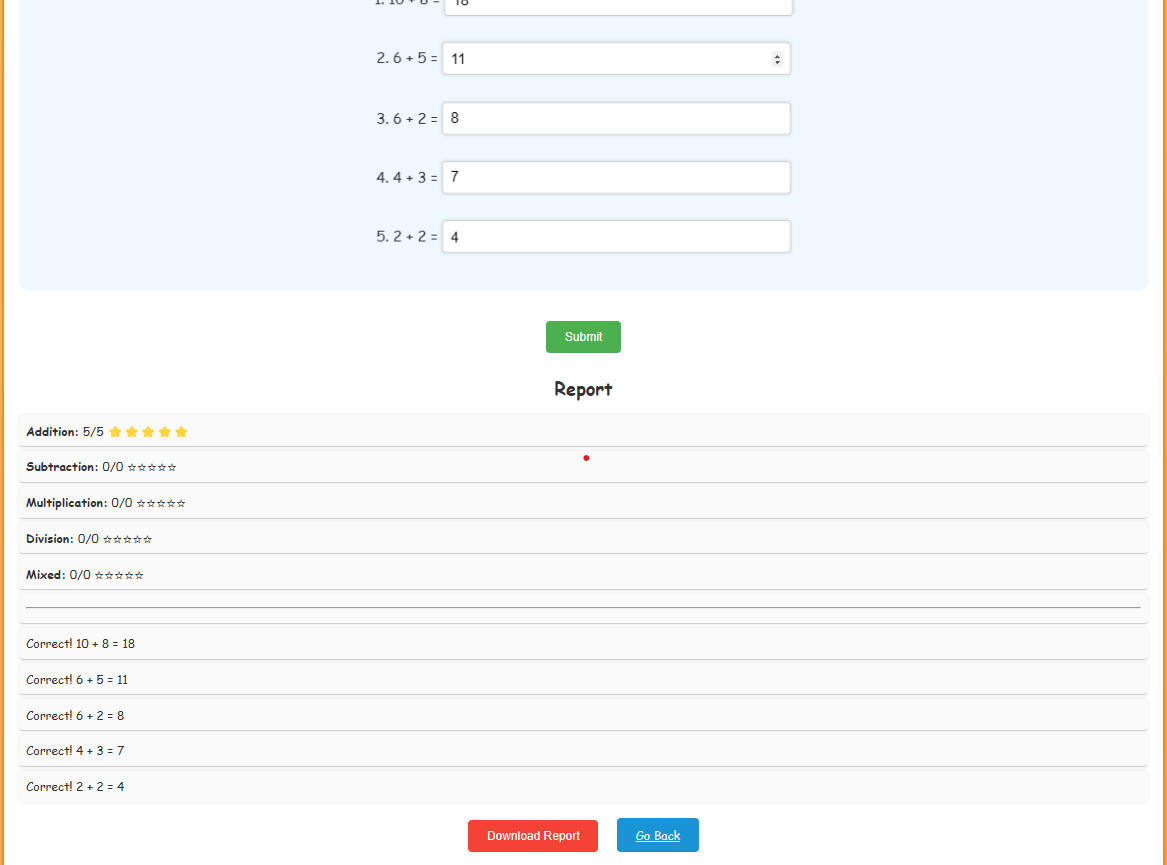 1. 10 + 8 = 18
2. 6 + 5 = 11
3. 6 + 2 = 8
4. 4 + 3 = 7
5. 2 + 2 = 4
Submit
Report
Addition: 5/5 ⭐⭐⭐⭐⭐
Subtraction: 0/0 ☆☆☆☆☆
Multiplication: 0/0 ☆☆☆☆☆
Division: 0/0 ☆☆☆☆☆
Mixed: 0/0 ☆☆☆☆☆
Correct! 10 + 8 = 18
Correct! 6 + 5 = 11
Correct! 6 + 2 = 8
Correct! 4 + 3 = 7
Correct! 2 + 2 = 4
Download Report Go Back